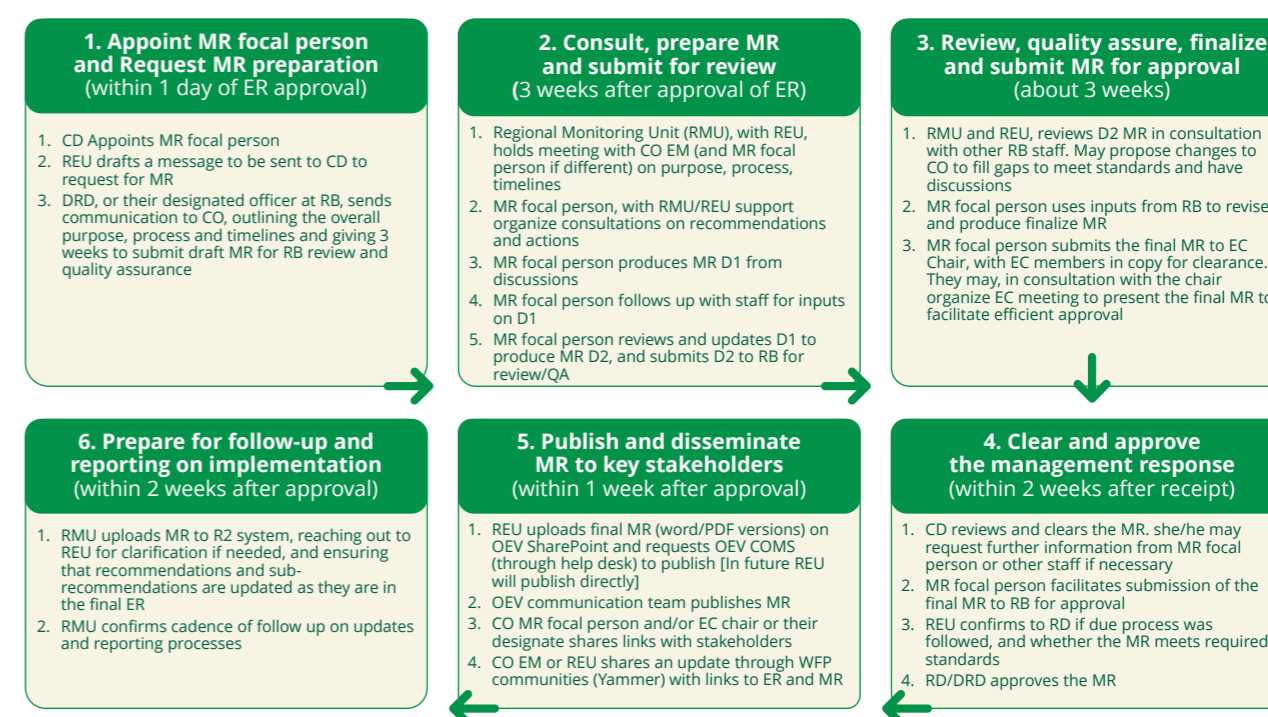 1. Appoint MR focal person
and Request MR preparation
(within 1 day of ER approval)
1. CD Appoints MR focal person
2. REU drafts a message to be sent to CD to
request for MR
3. DRD, or their designated officer at RB, sends
communication to CO, outlining the overall
purpose, process and timelines and giving 3
weeks to submit draft MR for RB review and
quality assurance
2. Consult, prepare MR
and submit for review
(3 weeks after approval of ER)
1. Regional Monitoring Unit (RMU), with REU,
holds meeting with CO EM (and MR focal
person if different) on purpose, process,
timelines
2. MR focal person, with RMU/REU support
organize consultations on recommendations
and actions
3. MR focal person produces MR D1 from
discussions
4. MR focal person follows up with staff for inputs
on D1
5. MR focal person reviews and updates D1 to
produce MR D2, and submits D2 to RB for
review/QA
3. Review, quality assure, finalize
and submit MR for approval
(about 3 weeks)
1. RMU and REU, reviews D2 MR in consultation
with other RB staff. May propose changes to
CO to fill gaps to meet standards and have
discussions
2. MR focal person uses inputs from RB to revise
and produce finalize MR
3. MR focal person submits the final MR to EC
Chair, with EC members in copy for clearance.
They may, in consultation with the chair
organize EC meeting to present the final MR to
facilitate efficient approval
6. Prepare for follow-up and
reporting on implementation
(within 2 weeks after approval)
1. RMU uploads MR to R2 system, reaching out to
REU for clarification if needed, and ensuring
that recommendations and sub-
recommendations are updated as they are in
the final ER
2. RMU confirms cadence of follow up on updates
and reporting processes
5. Publish and disseminate
MR to key stakeholders
(within 1 week after approval)
1. REU uploads final MR (word/PDF versions) on
OEV SharePoint and requests OEV COMS
(through help desk) to publish [In future REU
will publish directly]
2. OEV communication team publishes MR
3. CO MR focal person and/or EC chair or their
designate shares links with stakeholders
4. CO EM or REU shares an update through WFP
communities (Yammer) with links to ER and MR
4. Clear and approve
the management response
(within 2 weeks after receipt)
1. CD reviews and clears the MR. she/he may
request further information from MR focal
person or other staff if necessary
2. MR focal person facilitates submission of the
final MR to RB for approval
3. REU confirms to RD if due process was
followed, and whether the MR meets required
standards
4. RD/DRD approves the MR